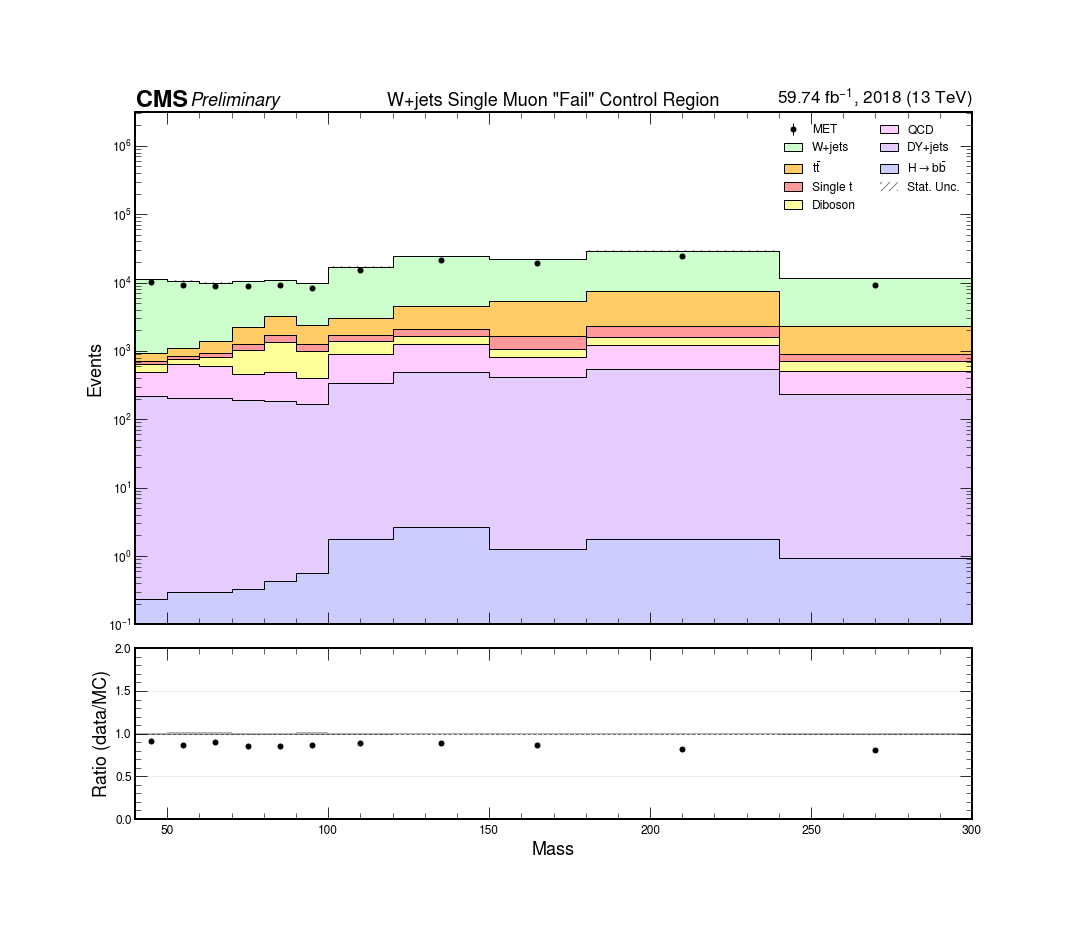 CMS Preliminary W+jets Single Muon "Fail" Control Region 59.74 fb⁻¹, 2018 (13 TeV)
MET QCD
W+jets DY+jets
tt̄ H→bb̄
Single t Stat. Unc.
Diboson
Events
10⁶
10⁵
10⁴
10³
10²
10¹
10⁰
10⁻¹
Ratio (data/MC)
2.0
1.5
1.0
0.5
0.0
50 100 150 200 250 300
Mass